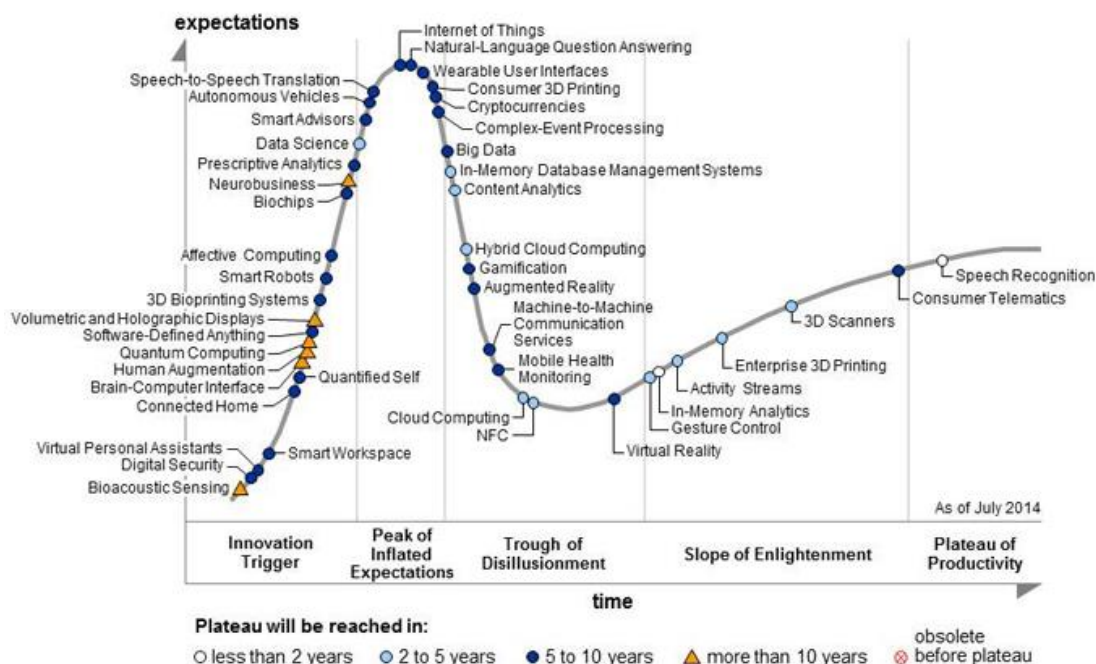 expectations
Internet of Things
Natural-Language Question Answering
Wearable User Interfaces
Consumer 3D Printing
Cryptocurrencies
Complex-Event Processing
Speech-to-Speech Translation
Autonomous Vehicles
Smart Advisors
Data Science
Prescriptive Analytics
Neurobusiness
Biochips
Big Data
In-Memory Database Management Systems
Content Analytics
Affective Computing
Smart Robots
3D Bioprinting Systems
Volumetric and Holographic Displays
Software-Defined Anything
Quantum Computing
Human Augmentation
Brain-Computer Interface
Connected Home
Quantified Self
Hybrid Cloud Computing
Gamification
Augmented Reality
Machine-to-Machine
Communication
Services
Mobile Health
Monitoring
Cloud Computing
NFC
Virtual Personal Assistants
Digital Security
Bioacoustic Sensing
Smart Workspace
Speech Recognition
Consumer Telematics
3D Scanners
Enterprise 3D Printing
Activity Streams
In-Memory Analytics
Gesture Control
Virtual Reality
As of July 2014
Innovation
Trigger
Peak of
Inflated
Expectations
Trough of
Disillusionment
Slope of Enlightenment
Plateau of
Productivity
time
Plateau will be reached in:
less than 2 years
2 to 5 years
5 to 10 years
more than 10 years
obsolete
before plateau